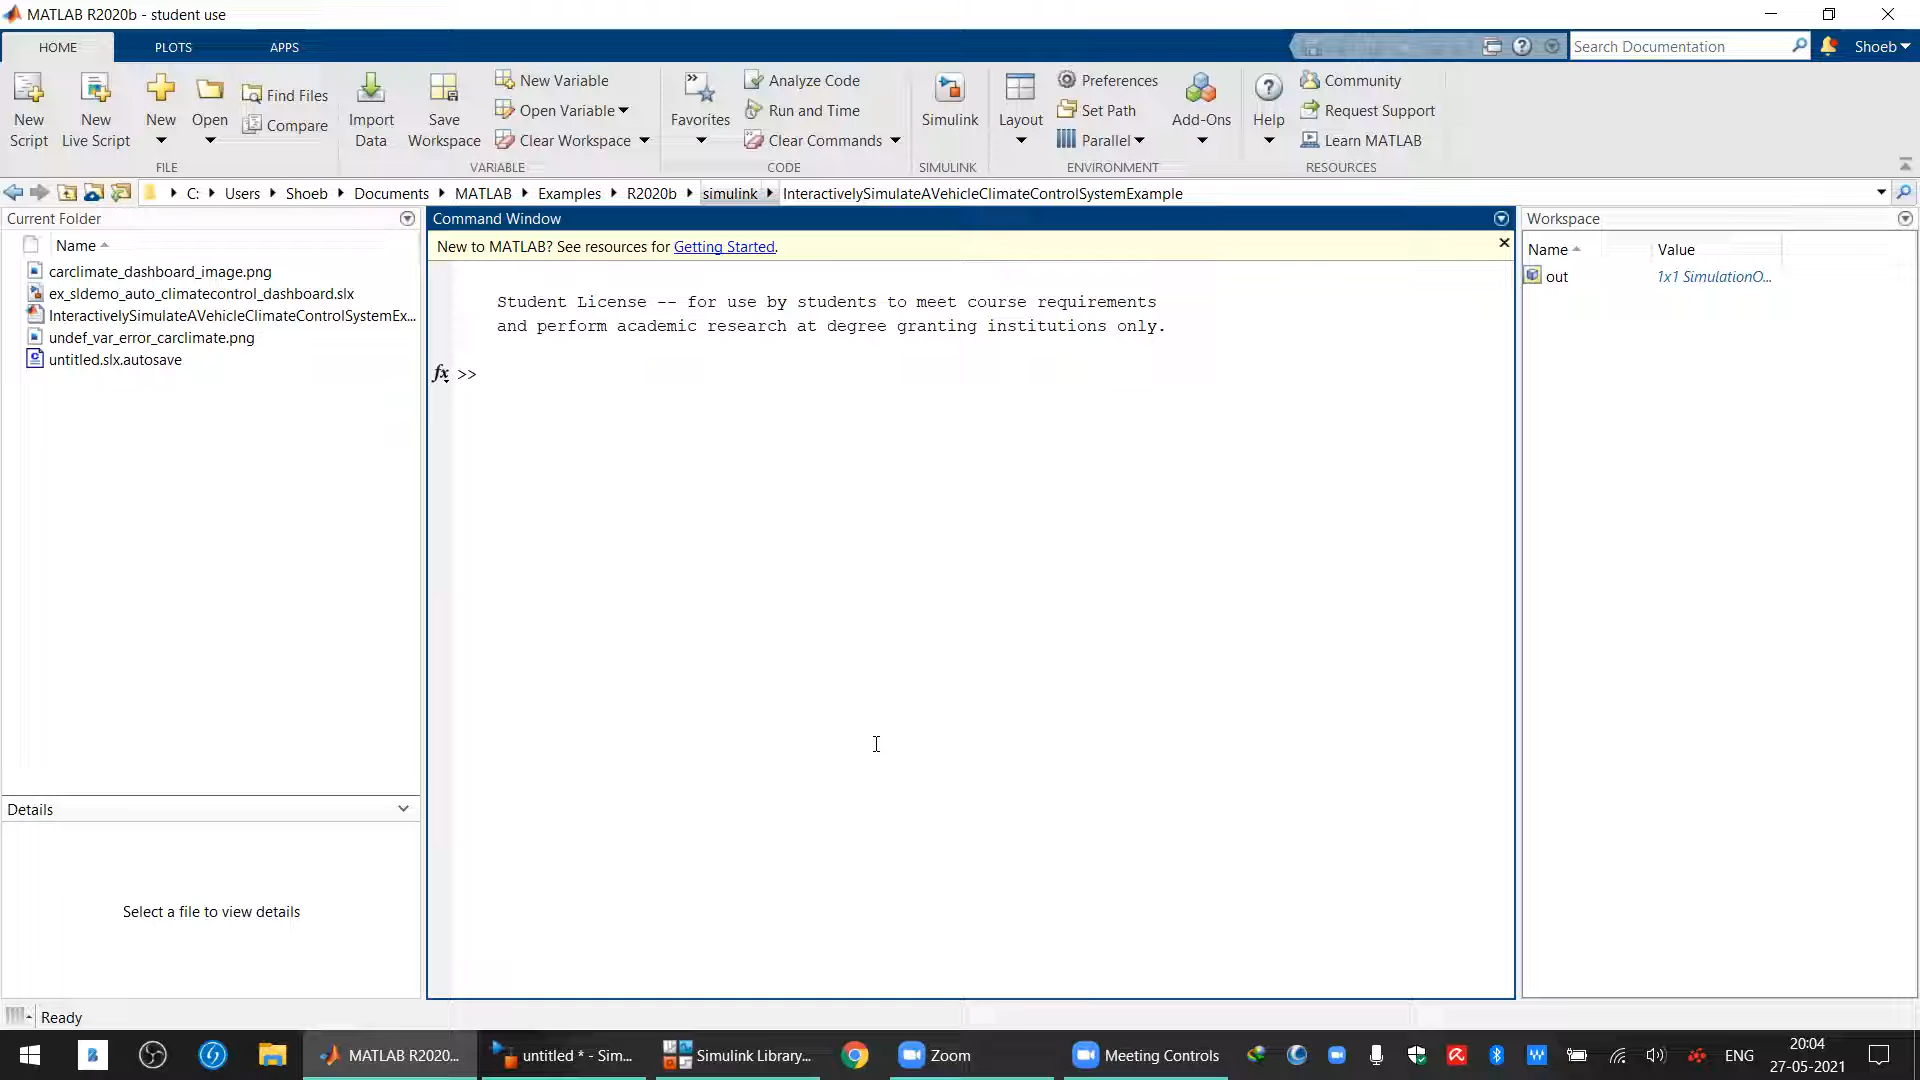 MATLAB R2020b - student use
HOME PLOTS APPS
Search Documentation Shoeb
New Script
New Live Script
New
Open
Find Files
Compare
Import Data
Save Workspace
New Variable
Open Variable
Clear Workspace
Favorites
Analyze Code
Run and Time
Clear Commands
Simulink
Layout
Preferences
Set Path
Parallel
Add-Ons
Help
Community
Request Support
Learn MATLAB
FILE VARIABLE CODE SIMULINK ENVIRONMENT RESOURCES
C: Users Shoeb Documents MATLAB Examples R2020b simulink InteractivelySimulateAVehicleClimateControlSystemExample
Current Folder
Name
carclimate_dashboard_image.png
ex_sldemo_auto_climatecontrol_dashboard.slx
InteractivelySimulateAVehicleClimateControlSystemEx...
undef_var_error_carclimate.png
untitled.slx.autosave
Details
Select a file to view details
Command Window
New to MATLAB? See resources for Getting Started.
Student License -- for use by students to meet course requirements
and perform academic research at degree granting institutions only.
fx >>
Workspace
Name Value
out 1x1 SimulationO...
Ready
MATLAB R2020... untitled * - Sim... Simulink Library... Zoom Meeting Controls ENG 20:04
27-05-2021